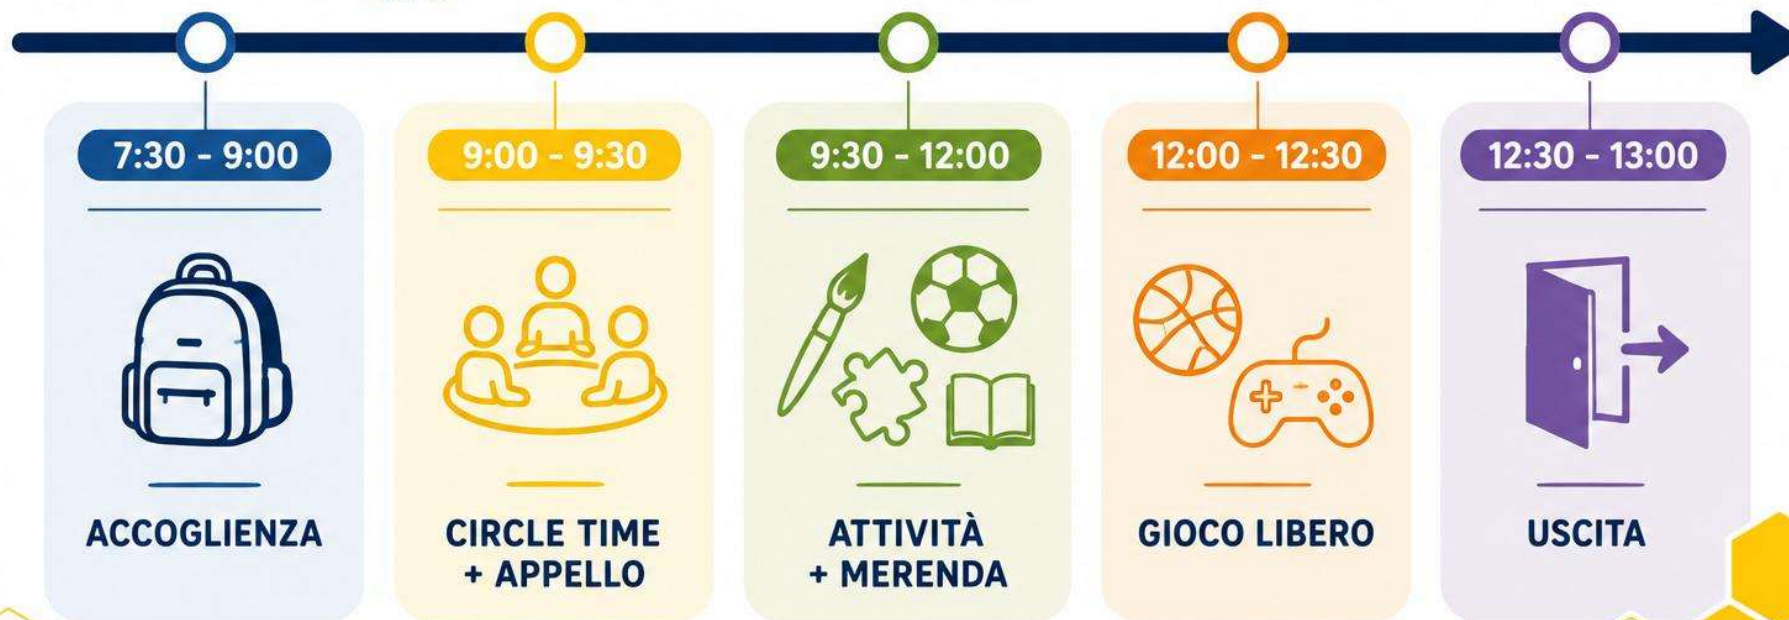 7:30 - 9:00
ACCOGLIENZA
9:00 - 9:30
CIRCLE TIME
+ APPELLO
9:30 - 12:00
ATTIVITÀ
+ MERENDA
12:00 - 12:30
GIOCO LIBERO
12:30 - 13:00
USCITA